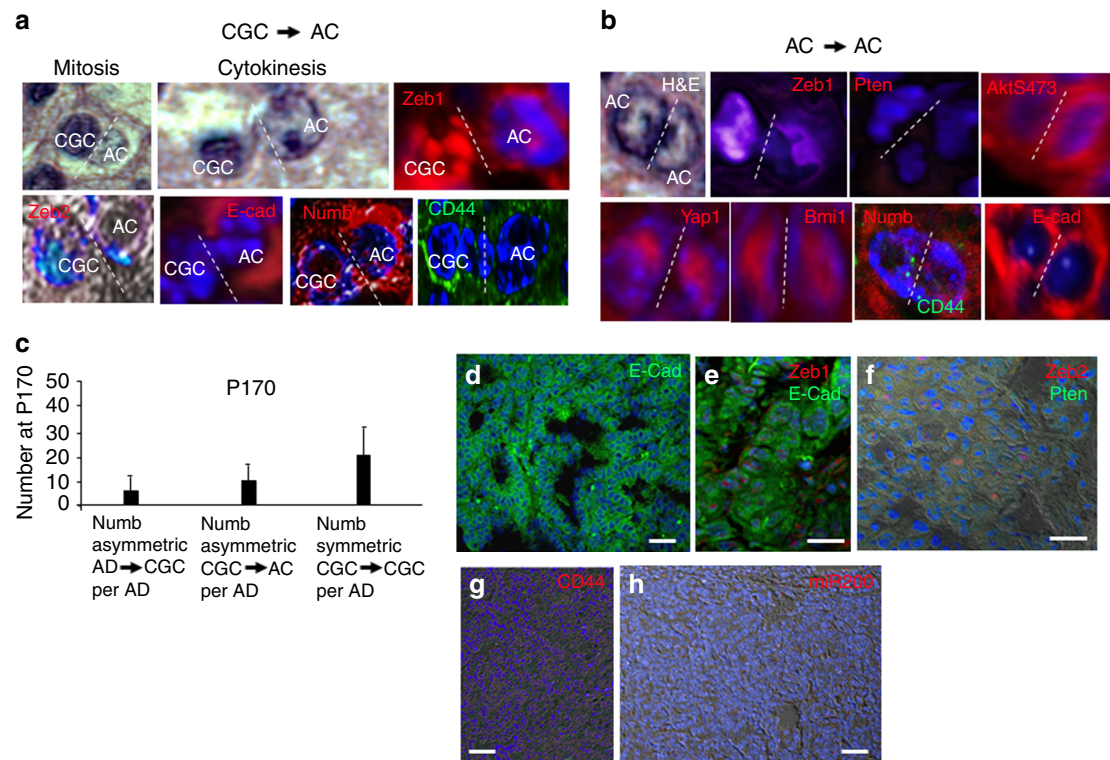 a
CGC → AC
Mitosis
Cytokinesis
CGC
AC
CGC
AC
Zeb1
CGC
AC
Zeb2
CGC
AC
E-cad
CGC
AC
Numb
CGC
AC
CD44
CGC
AC
b
AC → AC
H&E
AC
AC
Zeb1
Pten
AktS473
Yap1
Bmi1
Numb
CD44
E-cad
c
P170
Number at P170
50
40
30
20
10
0
Numb
asymmetric
AD → CGC
per AD
Numb
asymmetric
CGC → AC
per AD
Numb
symmetric
CGC → CGC
per AD
d
E-Cad
e
Zeb1
E-Cad
f
Zeb2
Pten
g
CD44
h
miR200